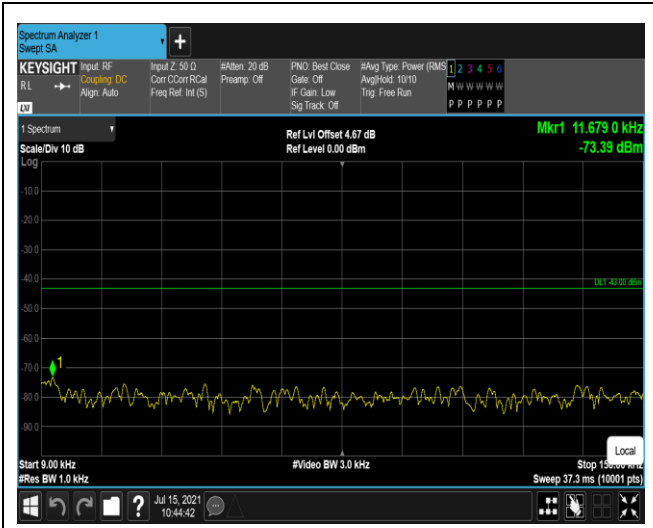 Spectrum Analyzer 1
Swept SA
+
KEYSIGHT
RL
LXI
Input: RF
Coupling: DC
Align: Auto
Input Z: 50 Ω
Corr CCorr RCal
Freq Ref: Int (S)
#Atten: 20 dB
Preamp: Off
PNO: Best Close
Gate: Off
IF Gain: Low
Sig Track: Off
#Avg Type: Power (RMS
Avg|Hold: 10/10
Trig: Free Run
1 2 3 4 5 6
M W W W W W
P P P P P P
1 Spectrum
Scale/Div 10 dB
Ref Lvl Offset 4.67 dB
Ref Level 0.00 dBm
Mkr1 11.679 0 kHz
-73.39 dBm
Log
-10.0
-20.0
-30.0
-40.0
DL1 -43.00 dBm
-50.0
-60.0
-70.0
1
-80.0
-90.0
Local
Start 9.00 kHz
#Res BW 1.0 kHz
#Video BW 3.0 kHz
Stop
Sweep 37.3 ms (10001 pts)
?
Jul 15, 2021
10:44:42